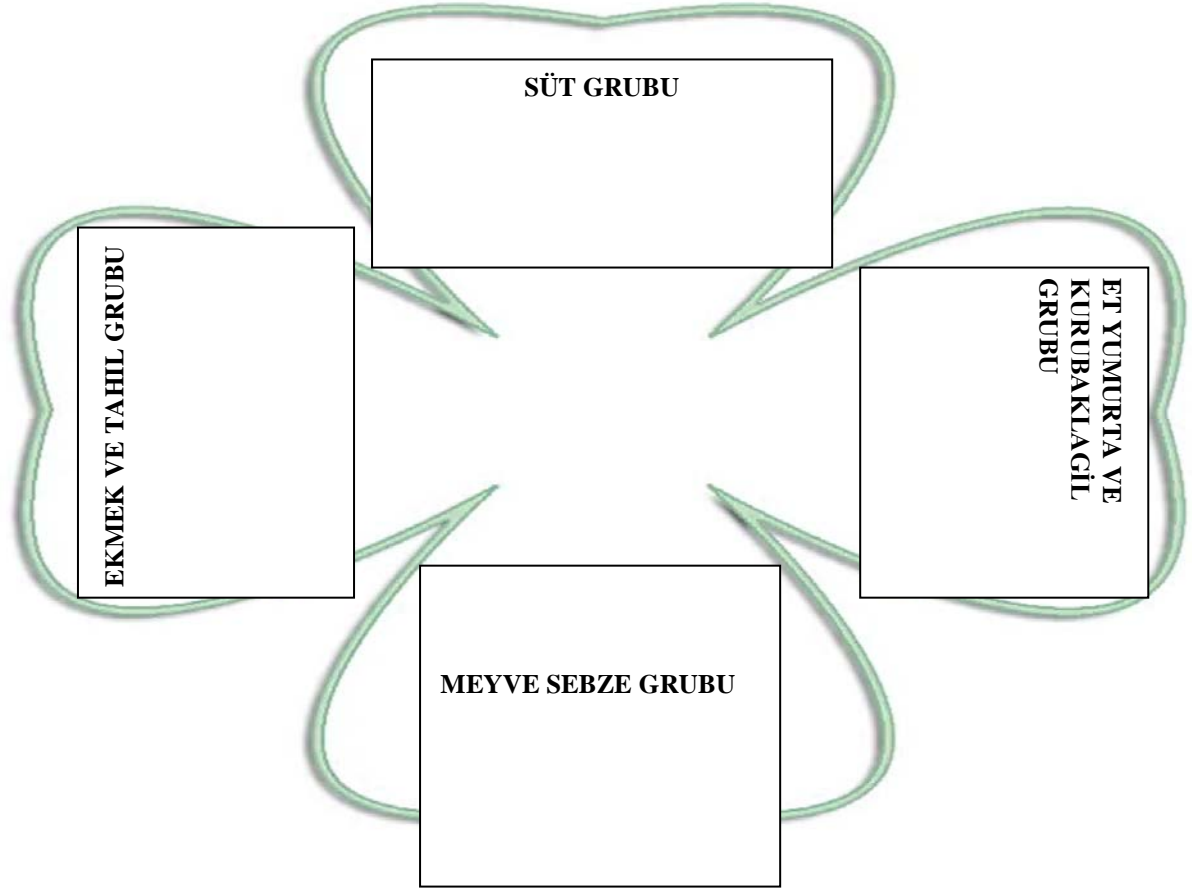 SÜT GRUBU
EKMEK VE TAHIL GRUBU
ET YUMURTA VE
KURUBAKLAGİL
GRUBU
MEYVE SEBZE GRUBU